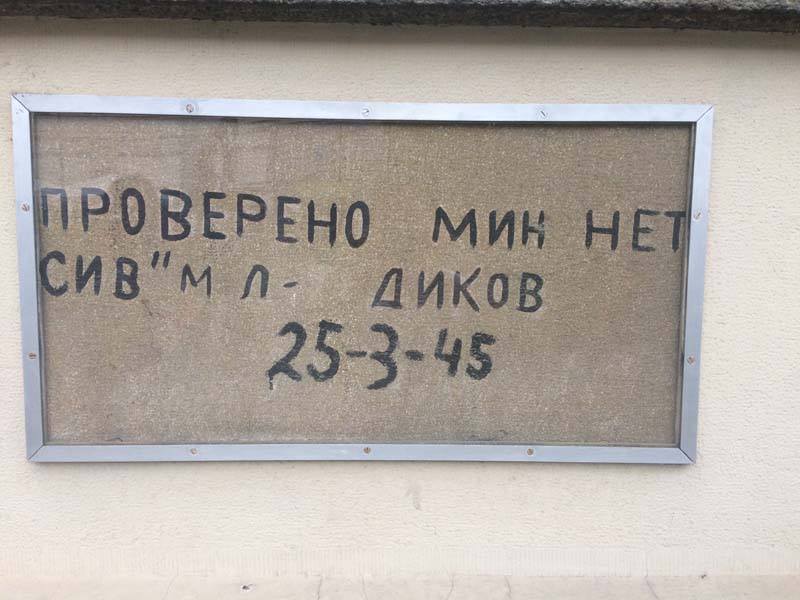 ПРОВЕРЕНО МИН НЕТ
СИВ"М Л- ДИКОВ
25-3-45